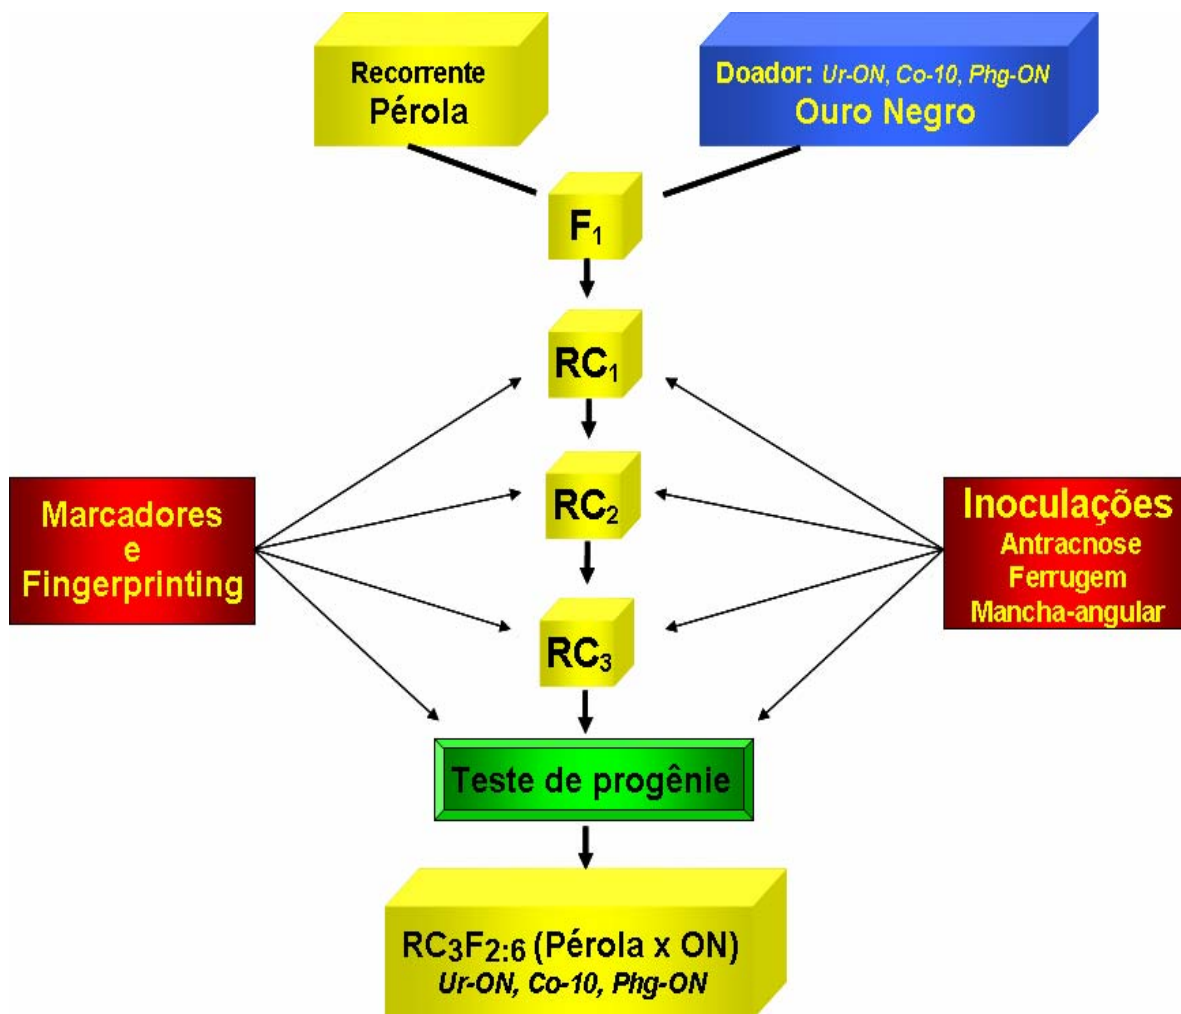 Recorrente
Pérola
Doador: Ur-ON, Co-10, Phg-ON
Ouro Negro
F₁
RC₁
RC₂
RC₃
Marcadores
e
Fingerprinting
Inoculações
Antracnose
Ferrugem
Mancha-angular
Teste de progênie
RC₃F₂:₆ (Pérola x ON)
Ur-ON, Co-10, Phg-ON